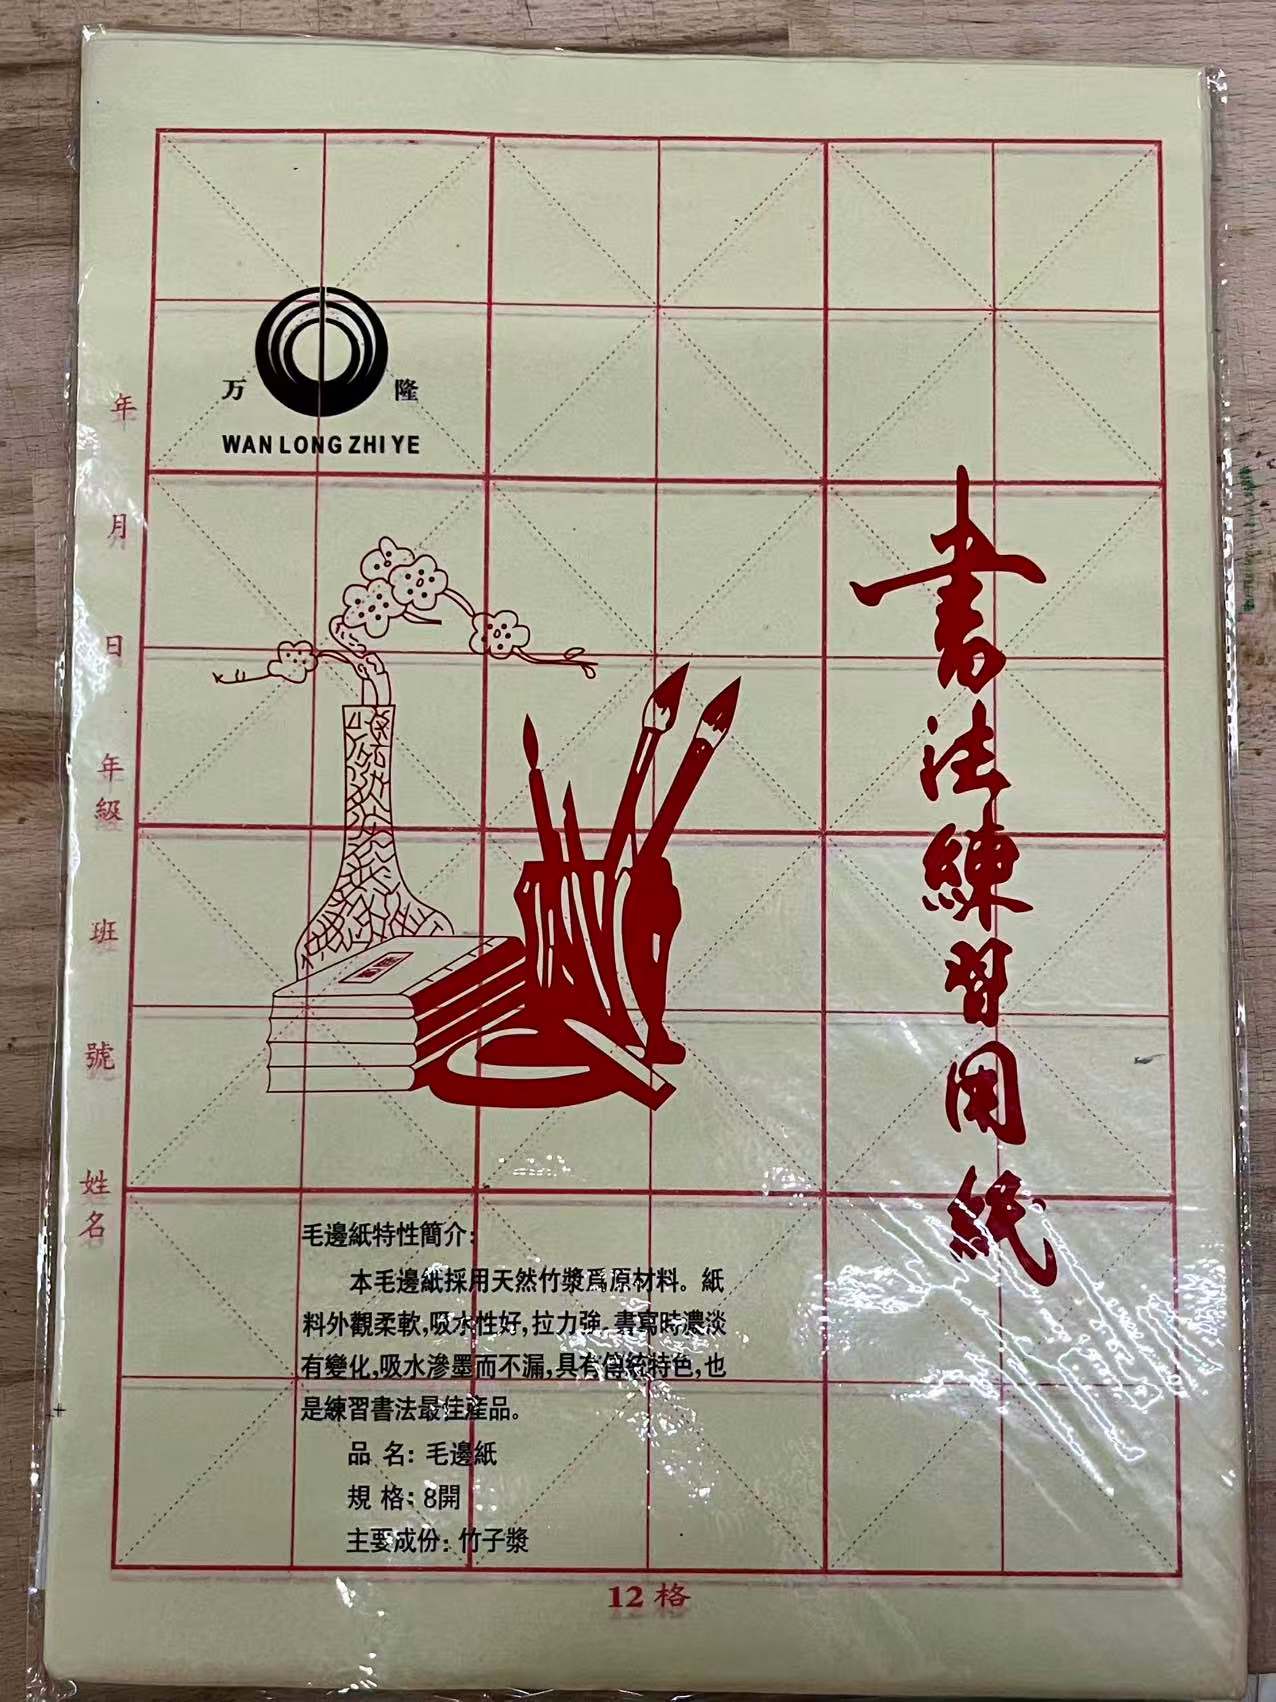 万 隆
WAN LONG ZHI YE
書法練習用紙
年 月 日 年級 班 號 姓名
毛邊紙特性簡介:
本毛邊紙採用天然竹漿爲原材料。紙
料外觀柔軟,吸水性好,拉力強.書寫時濃淡
有變化,吸水滲墨而不漏,具有傳統特色,也
是練習書法最佳産品。
品 名: 毛邊紙
規 格: 8開
主要成份: 竹子漿
12 格